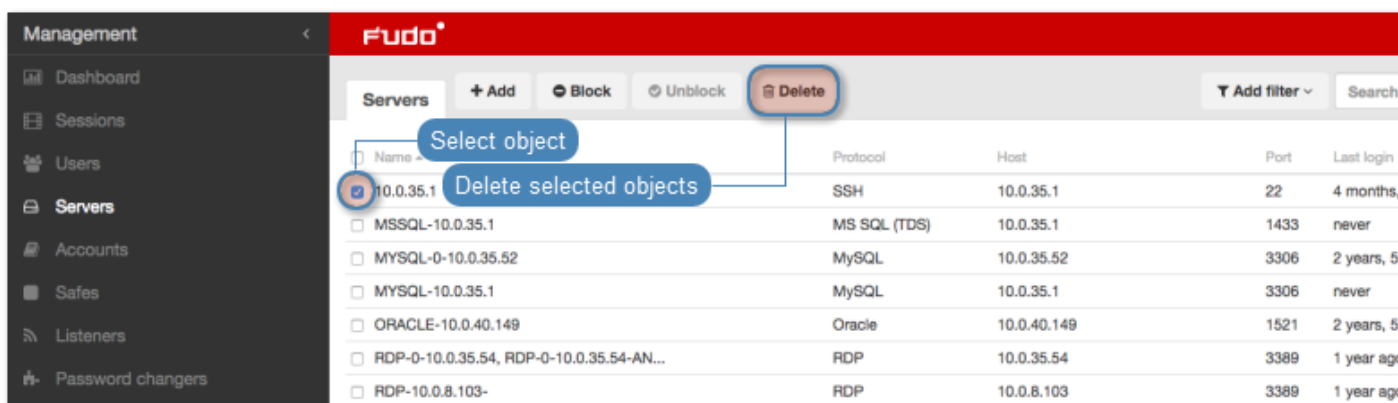 Management
Fudo
Dashboard
Servers + Add Block Unblock Delete Add filter Search
Sessions
Select object
Users
Name Protocol Host Port Last login
Delete selected objects
10.0.35.1 SSH 10.0.35.1 22 4 months,
Servers
MSSQL-10.0.35.1 MS SQL (TDS) 10.0.35.1 1433 never
Accounts
MYSQL-0-10.0.35.52 MySQL 10.0.35.52 3306 2 years, 5
Safes
MYSQL-10.0.35.1 MySQL 10.0.35.1 3306 never
Listeners
ORACLE-10.0.40.149 Oracle 10.0.40.149 1521 2 years, 5
RDP-0-10.0.35.54, RDP-0-10.0.35.54-AN... RDP 10.0.35.54 3389 1 year ago
Password changers
RDP-10.0.8.103- RDP 10.0.8.103 3389 1 year ago